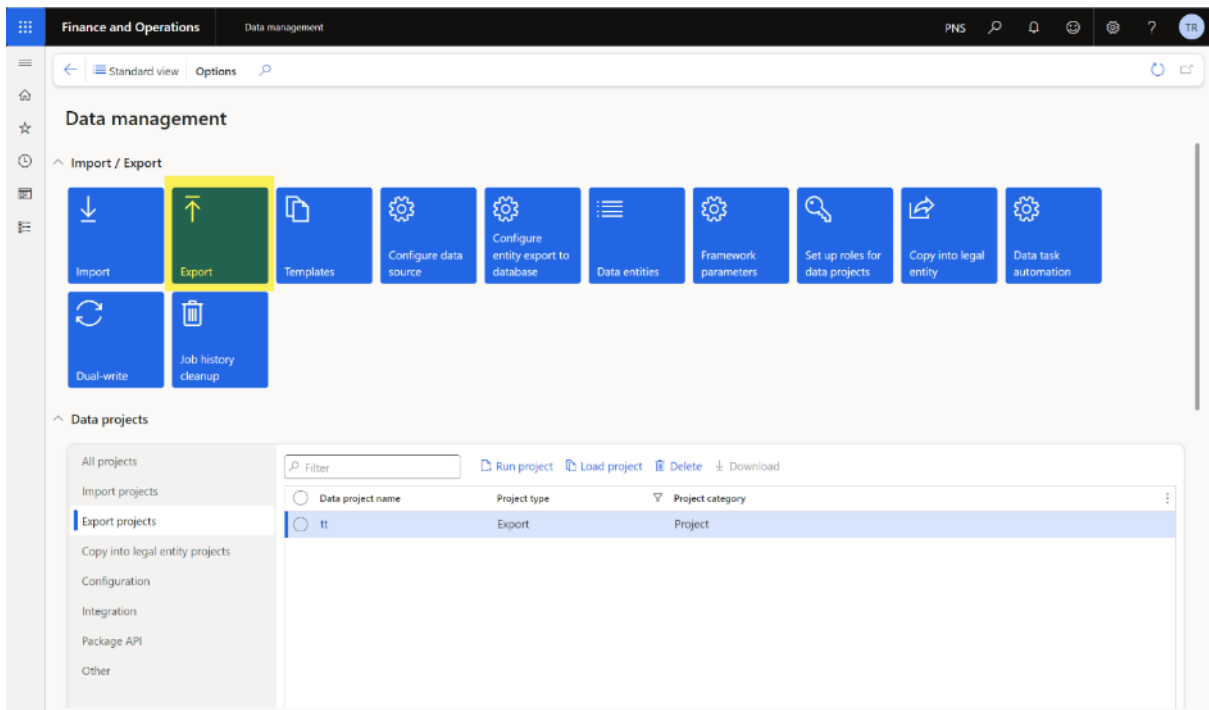 Finance and Operations
Data management
PNS
?
TR
Standard view
Options
Data management
Import / Export
Import
Export
Templates
Configure data
source
Configure
entity export to
database
Data entities
Framework
parameters
Set up roles for
data projects
Copy into legal
entity
Data task
automation
Dual-write
Job history
cleanup
Data projects
All projects
Import projects
Export projects
Copy into legal entity projects
Configuration
Integration
Package API
Other
Filter
Run project
Load project
Delete
Download
Data project name
Project type
Project category
tt
Export
Project